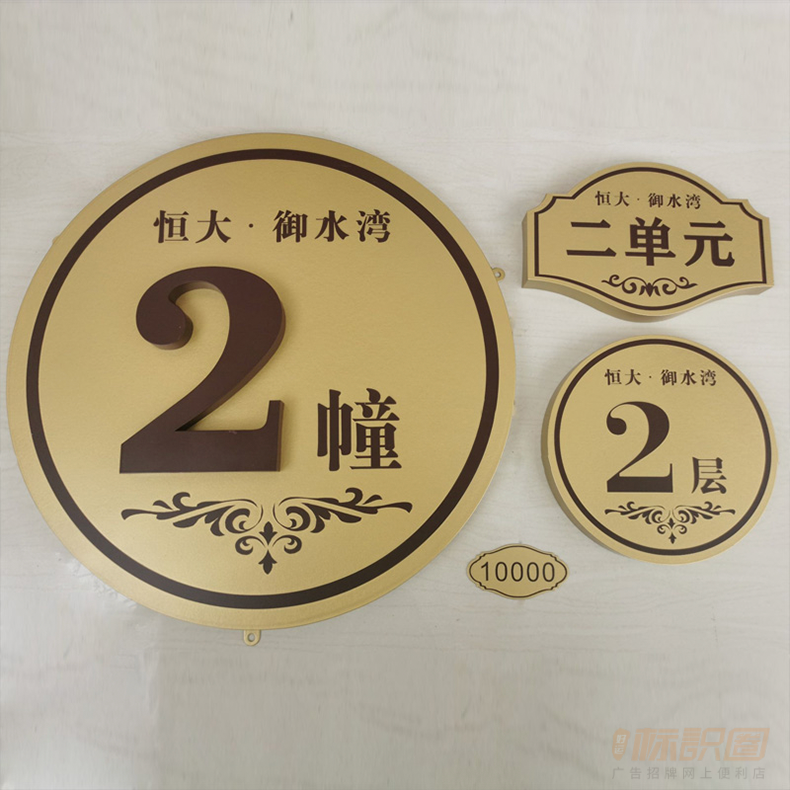 恒大·御水湾
2幢
恒大·御水湾
二单元
恒大·御水湾
2层
10000
标识圈
广告招牌网上便利店